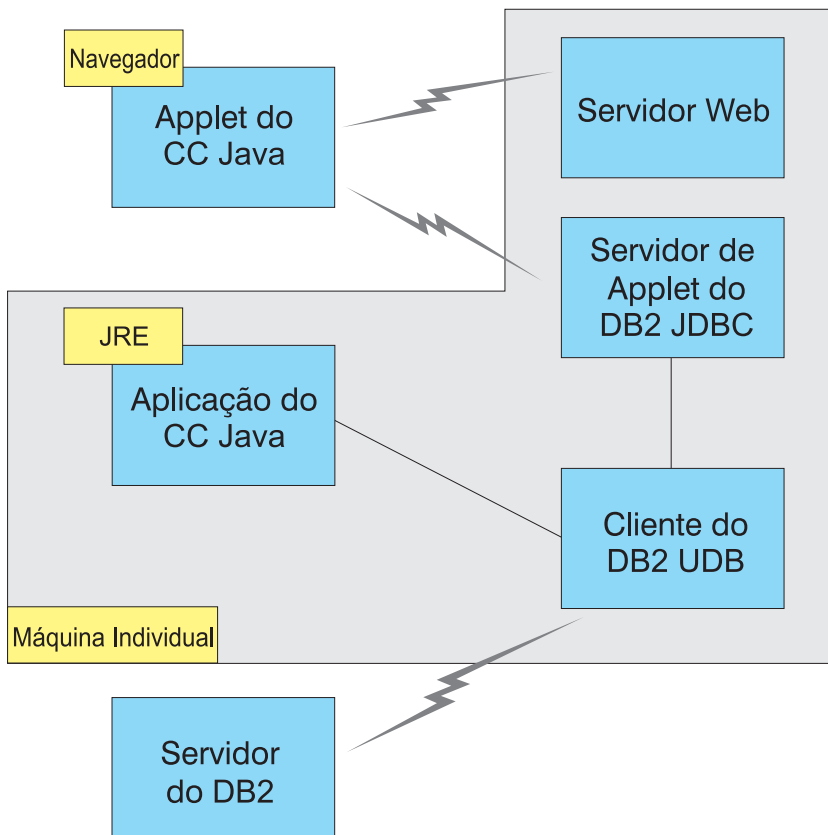 Navegador
Applet do
CC Java
Servidor Web
Servidor de
Applet do
DB2 JDBC
JRE
Aplicação do
CC Java
Cliente do
DB2 UDB
Máquina Individual
Servidor
do DB2